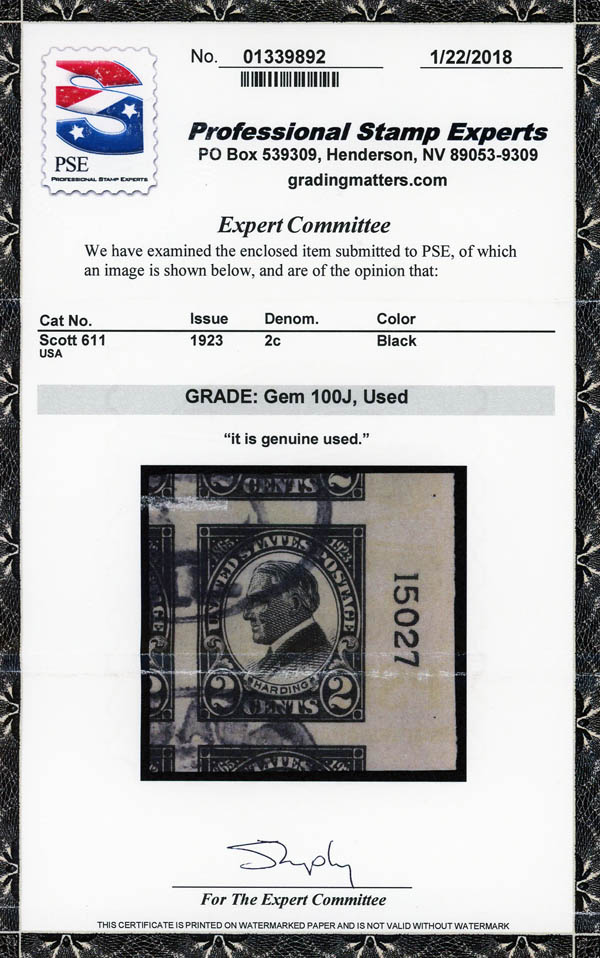 No. 01339892 1/22/2018
PSE
PROFESSIONAL STAMP EXPERTS
Professional Stamp Experts
PO Box 539309, Henderson, NV 89053-9309
gradingmatters.com
Expert Committee
We have examined the enclosed item submitted to PSE, of which
an image is shown below, and are of the opinion that:
Cat No. Issue Denom. Color
Scott 611 1923 2c Black
USA
GRADE: Gem 100J, Used
“it is genuine used.”
2 CENTS 2
1865 1923
UNITED STATES POSTAGE
HARDING
2 CENTS 2
15027
For The Expert Committee
THIS CERTIFICATE IS PRINTED ON WATERMARKED PAPER AND IS NOT VALID WITHOUT WATERMARK